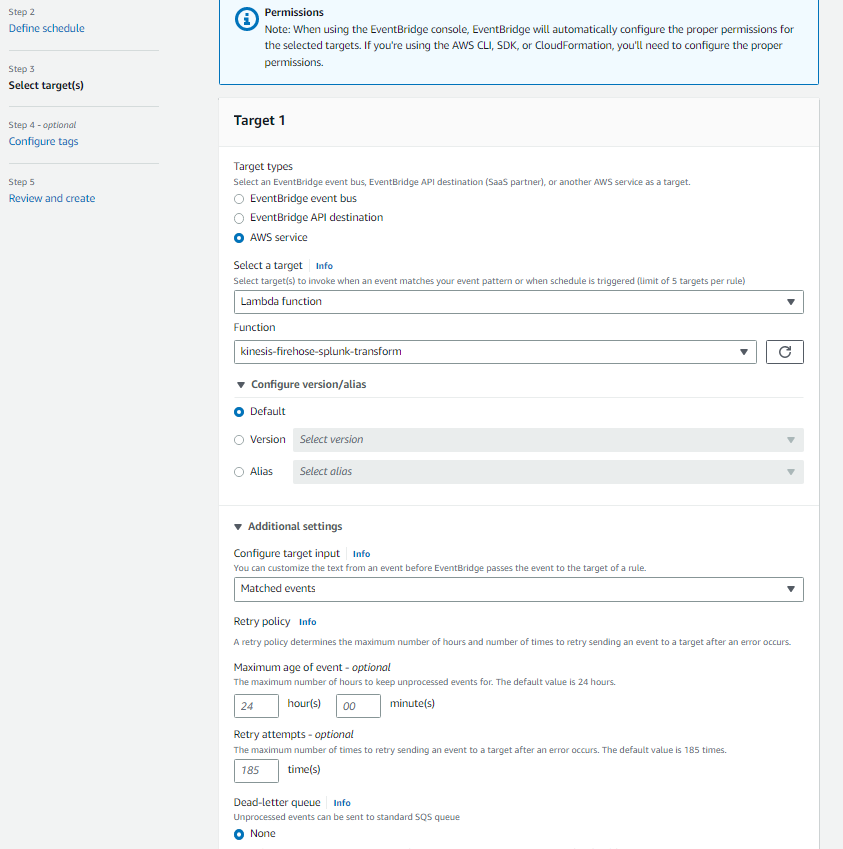 Step 2
Define schedule
Step 3
Select target(s)
Step 4 - optional
Configure tags
Step 5
Review and create
Permissions
Note: When using the EventBridge console, EventBridge will automatically configure the proper permissions for
the selected targets. If you're using the AWS CLI, SDK, or CloudFormation, you'll need to configure the proper
permissions.
Target 1
Target types
Select an EventBridge event bus, EventBridge API destination (SaaS partner), or another AWS service as a target.
EventBridge event bus
EventBridge API destination
AWS service
Select a target Info
Select target(s) to invoke when an event matches your event pattern or when schedule is triggered (limit of 5 targets per rule)
Lambda function
Function
kinesis-firehose-splunk-transform
Configure version/alias
Default
Version Select version
Alias Select alias
Additional settings
Configure target input Info
You can customize the text from an event before EventBridge passes the event to the target of a rule.
Matched events
Retry policy Info
A retry policy determines the maximum number of hours and number of times to retry sending an event to a target after an error occurs.
Maximum age of event - optional
The maximum number of hours to keep unprocessed events for. The default value is 24 hours.
24 hour(s) 00 minute(s)
Retry attempts - optional
The maximum number of times to retry sending an event to a target after an error occurs. The default value is 185 times.
185 time(s)
Dead-letter queue Info
Unprocessed events can be sent to standard SQS queue
None